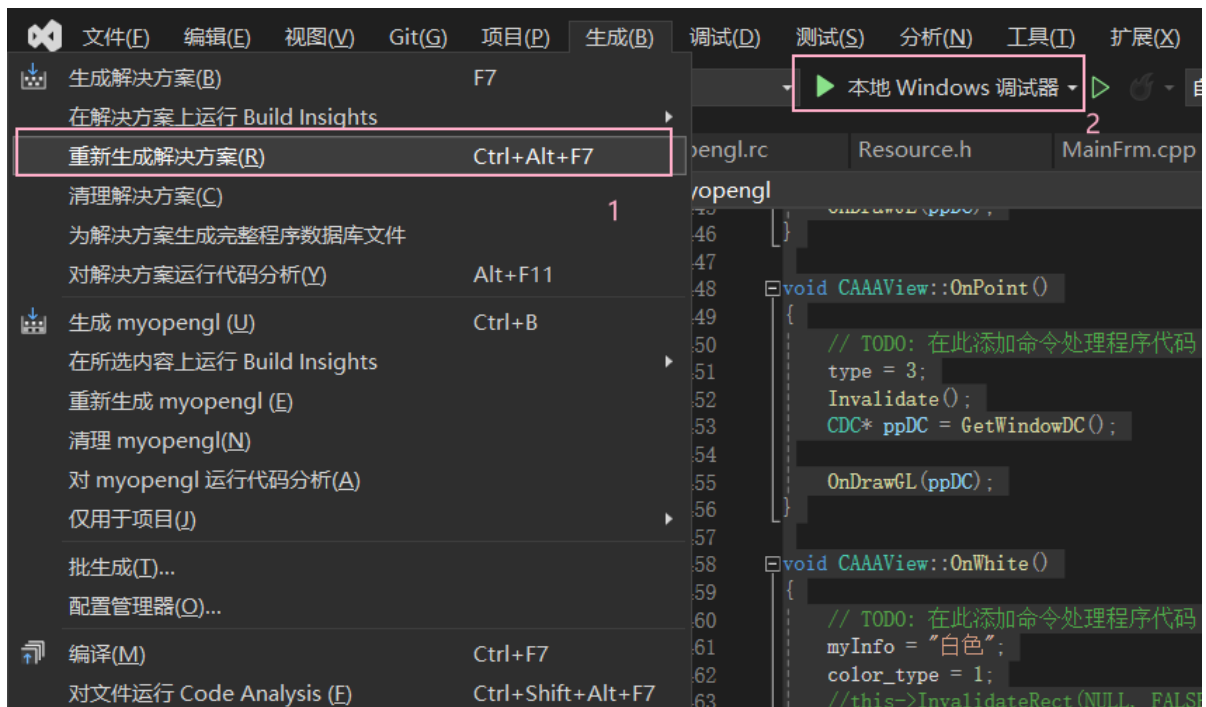 文件(F) 编辑(E) 视图(V) Git(G) 项目(P) 生成(B) 调试(D) 测试(S) 分析(N) 工具(T) 扩展(X)
生成解决方案(B) F7
在解决方案上运行 Build Insights
重新生成解决方案(R) Ctrl+Alt+F7
清理解决方案(C)
1
为解决方案生成完整程序数据库文件
对解决方案运行代码分析(Y) Alt+F11
生成 myopengl (U) Ctrl+B
在所选内容上运行 Build Insights
重新生成 myopengl (E)
清理 myopengl(N)
对 myopengl 运行代码分析(A)
仅用于项目(J)
批生成(T)...
配置管理器(O)...
编译(M) Ctrl+F7
对文件运行 Code Analysis (F) Ctrl+Shift+Alt+F7
本地 Windows 调试器
2
pengl.rc Resource.h MainFrm.cpp
yopengl
OnDrawGL(ppDC);
46 }
47
48 void CAAAView::OnPoint()
49 {
50 // TODO: 在此添加命令处理程序代码
51 type = 3;
52 Invalidate();
53 CDC* ppDC = GetWindowDC();
54
55 OnDrawGL(ppDC);
56 }
57
58 void CAAAView::OnWhite()
59 {
60 // TODO: 在此添加命令处理程序代码
61 myInfo = "白色";
62 color_type = 1;
63 //this->InvalidateRect(NULL, FALS